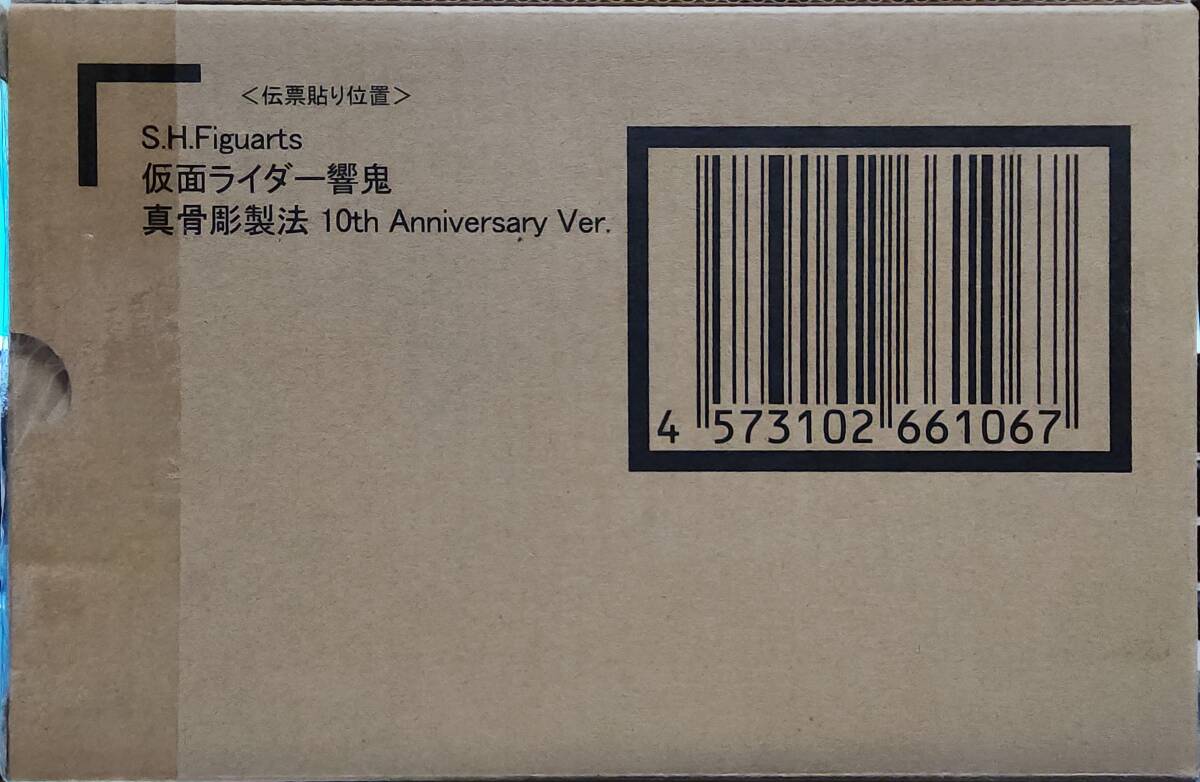 ＜伝票貼り位置＞
S.H.Figuarts
仮面ライダー響鬼
真骨彫製法 10th Anniversary Ver.
4 573102 661067